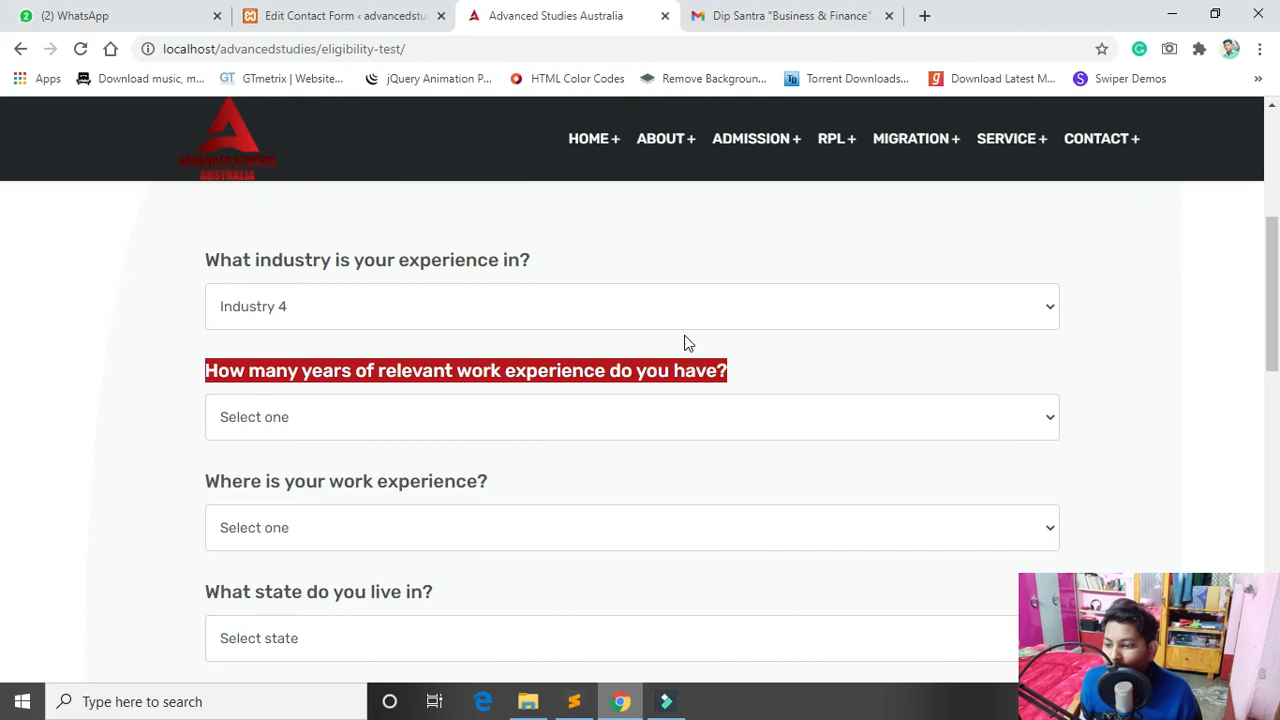 (2) WhatsApp
Edit Contact Form ‹ advancedstu
Advanced Studies Australia
Dip Santra "Business & Finance"
localhost/advancedstudies/eligibility-test/
Apps
Download music, m...
GTmetrix | Website...
jQuery Animation P...
HTML Color Codes
Remove Backgroun...
Torrent Downloads...
Download Latest M...
Swiper Demos
»
ADVANCED STUDIES
AUSTRALIA
HOME +
ABOUT +
ADMISSION +
RPL +
MIGRATION +
SERVICE +
CONTACT +
What industry is your experience in?
Industry 4
How many years of relevant work experience do you have?
Select one
Where is your work experience?
Select one
What state do you live in?
Select state
Type here to search